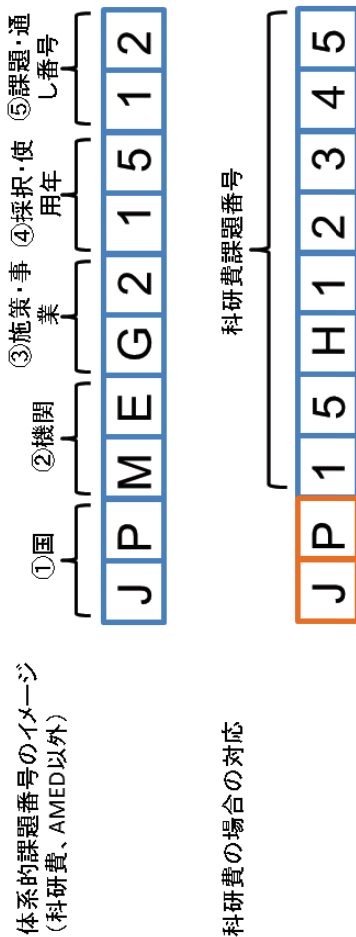 体系的課題番号のイメージ
(科研費、AMED以外)
①国
②機関
③施策・事
業
④採択・使
用年
⑤課題・通
し番号
J P M E G 2 1 5 1 2
科研費の場合の対応
科研費課題番号
J P 1 5 H 1 2 3 4 5